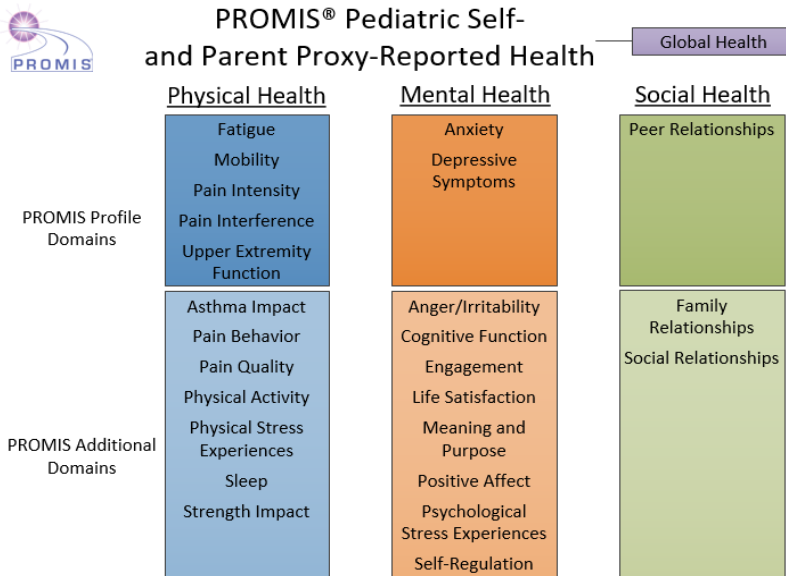 PROMIS® Pediatric Self-
and Parent Proxy-Reported Health
PROMIS
Global Health
Physical Health
Mental Health
Social Health
PROMIS Profile
Domains
Fatigue
Mobility
Pain Intensity
Pain Interference
Upper Extremity
Function
Anxiety
Depressive
Symptoms
Peer Relationships
PROMIS Additional
Domains
Asthma Impact
Pain Behavior
Pain Quality
Physical Activity
Physical Stress
Experiences
Sleep
Strength Impact
Anger/Irritability
Cognitive Function
Engagement
Life Satisfaction
Meaning and
Purpose
Positive Affect
Psychological
Stress Experiences
Self-Regulation
Family
Relationships
Social Relationships